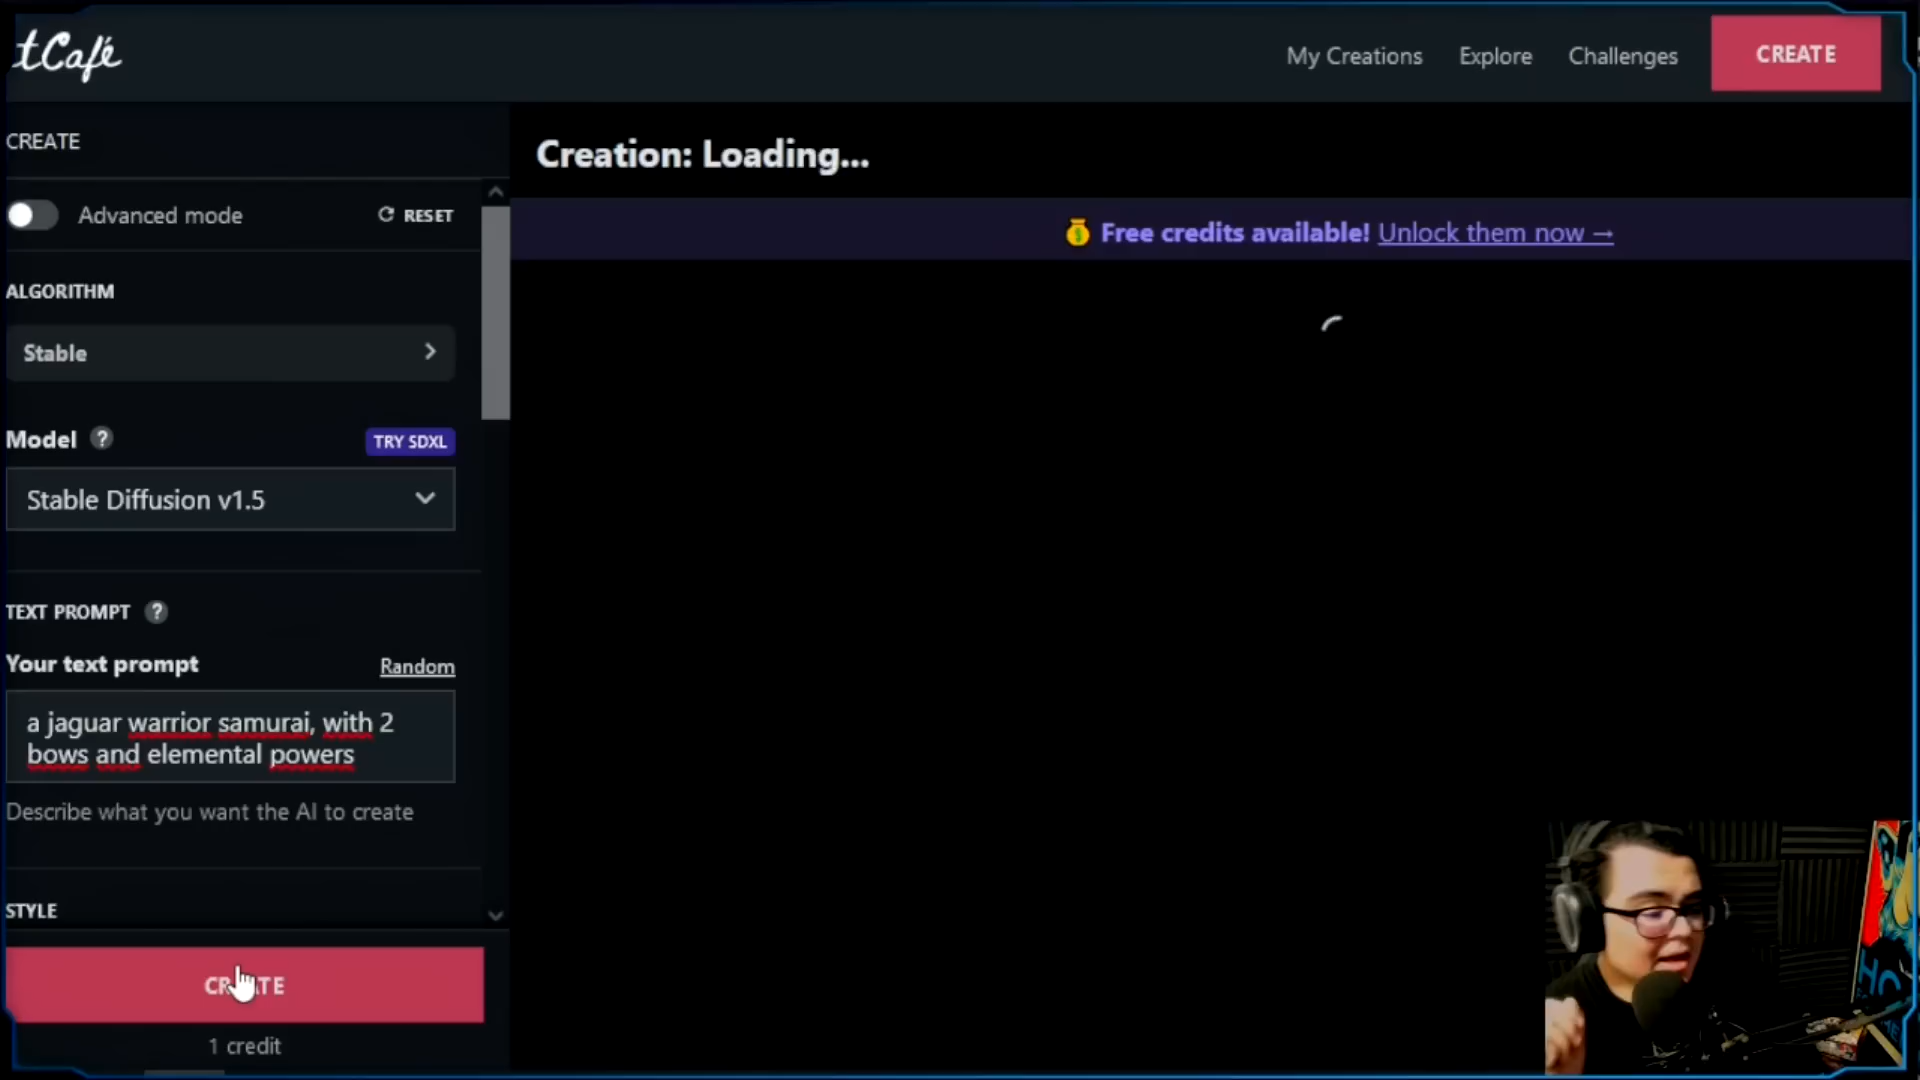 tCafé
My Creations Explore Challenges CREATE
CREATE
Advanced mode RESET
ALGORITHM
Stable
Model ? TRY SDXL
Stable Diffusion v1.5
TEXT PROMPT ?
Your text prompt Random
a jaguar warrior samurai, with 2
bows and elemental powers
Describe what you want the AI to create
STYLE
CREATE
1 credit
Creation: Loading...
Free credits available! Unlock them now →
HO